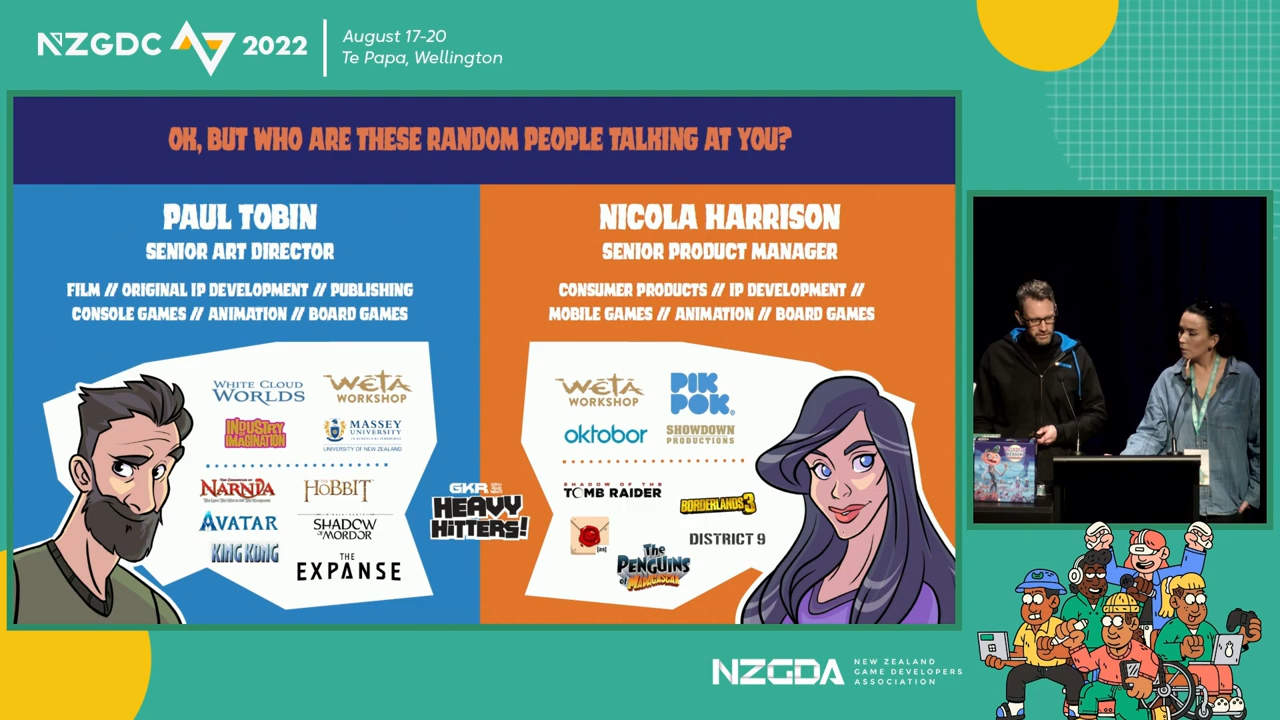 NZGDC 2022
August 17-20
Te Papa, Wellington
OK, BUT WHO ARE THESE RANDOM PEOPLE TALKING AT YOU?
PAUL TOBIN
SENIOR ART DIRECTOR
FILM // ORIGINAL IP DEVELOPMENT // PUBLISHING
CONSOLE GAMES // ANIMATION // BOARD GAMES
WHITE CLOUD
WORLDS
WĒTĀ
WORKSHOP
INDUSTRY
IMAGINATION
MASSEY
UNIVERSITY
UNIVERSITY OF NEW ZEALAND
NARNIA
THE HOBBIT
AVATAR
SHADOW
OF MORDOR
KING KONG
THE
EXPANSE
GKR
HEAVY
HITTERS!
NICOLA HARRISON
SENIOR PRODUCT MANAGER
CONSUMER PRODUCTS // IP DEVELOPMENT //
MOBILE GAMES // ANIMATION // BOARD GAMES
WĒTĀ
WORKSHOP
PIK
POK®
oktobor
SHOWDOWN
PRODUCTIONS
SHADOW OF THE
TOMB RAIDER
BORDERLANDS 3
DISTRICT 9
The
PENGUINS
of MADAGASCAR
NZGDA
NEW ZEALAND
GAME DEVELOPERS
ASSOCIATION